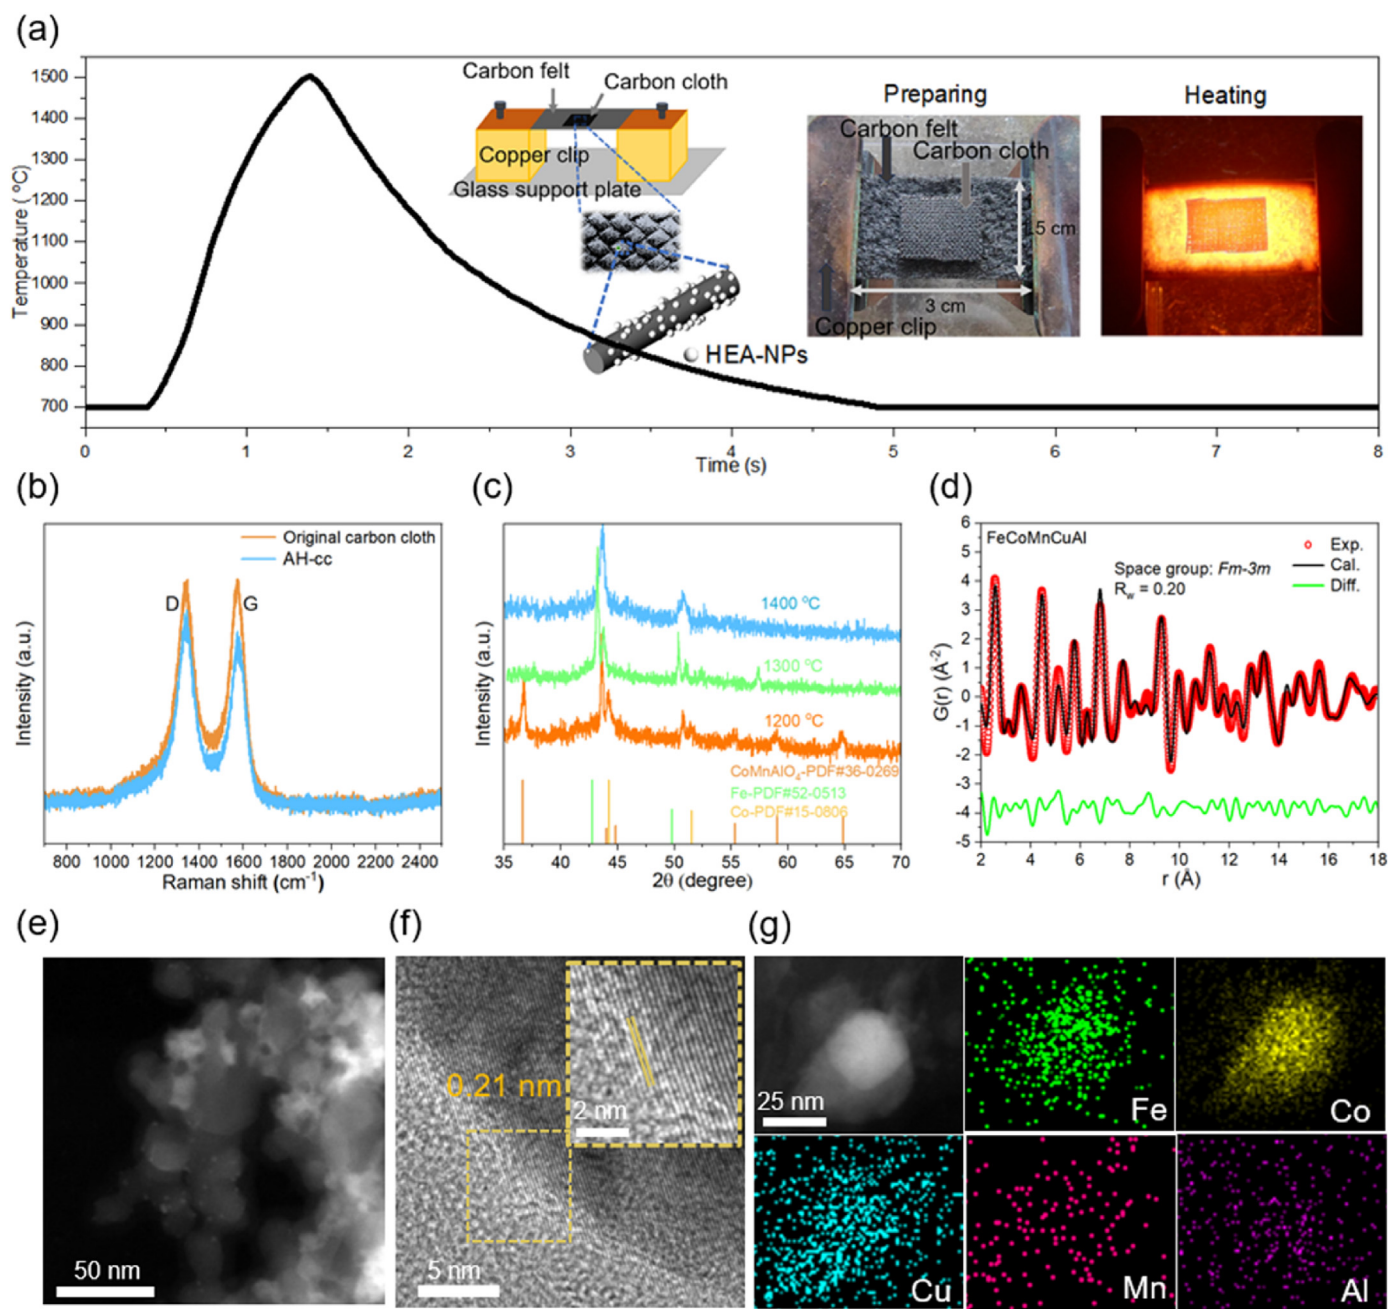 (a)
1500
1400
1300
1200
1100
1000
900
800
700
Temperature ( °C)
0
1
2
3
4
5
6
7
8
Time (s)
Carbon felt
Carbon cloth
Copper clip
Glass support plate
HEA-NPs
Preparing
Heating
Carbon felt
Carbon cloth
1.5 cm
3 cm
Copper clip
(b)
Original carbon cloth
AH-cc
D
G
Intensity (a.u.)
800 1000 1200 1400 1600 1800 2000 2200 2400
Raman shift (cm⁻¹)
(c)
1400 °C
1300 °C
1200 °C
CoMnAlO₄-PDF#36-0269
Fe-PDF#52-0513
Co-PDF#15-0806
Intensity (a.u.)
35 40 45 50 55 60 65 70
2θ (degree)
(d)
FeCoMnCuAl
Space group: Fm-3m
R_w = 0.20
Exp.
Cal.
Diff.
6
5
4
3
2
1
0
-1
-2
-3
-4
-5
G(r) (Å⁻²)
2 4 6 8 10 12 14 16 18
r (Å)
(e)
50 nm
(f)
0.21 nm
2 nm
5 nm
(g)
25 nm
Fe
Co
Cu
Mn
Al